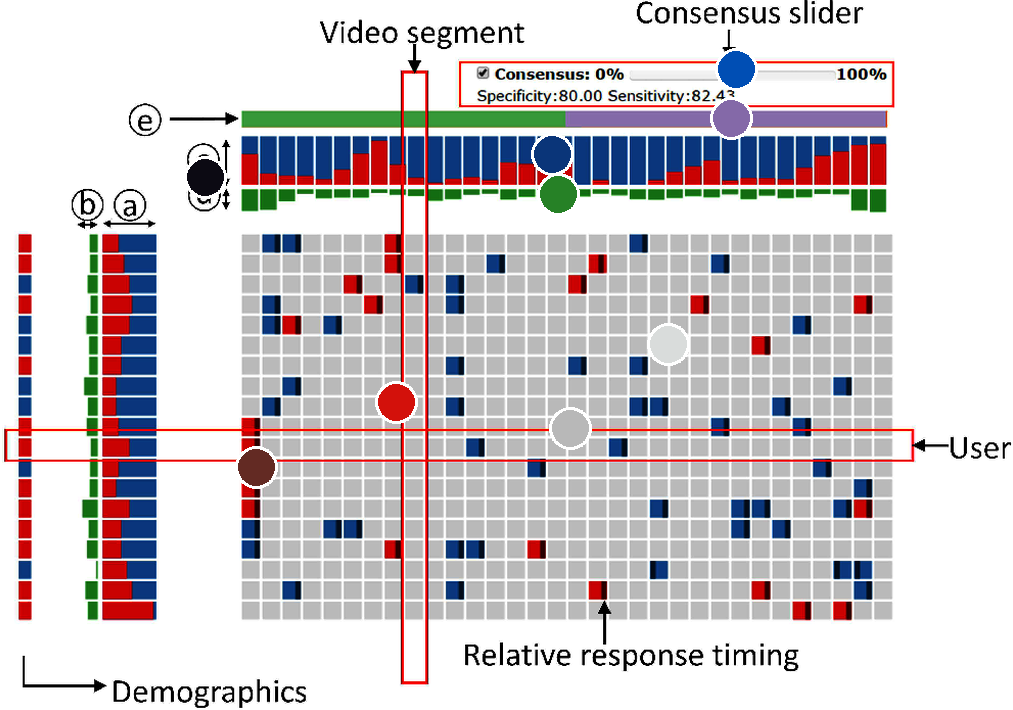 Consensus slider
Video segment
Consensus: 0% 100%
Specificity:80.00 Sensitivity:82.43
e
b a
User
Relative response timing
Demographics